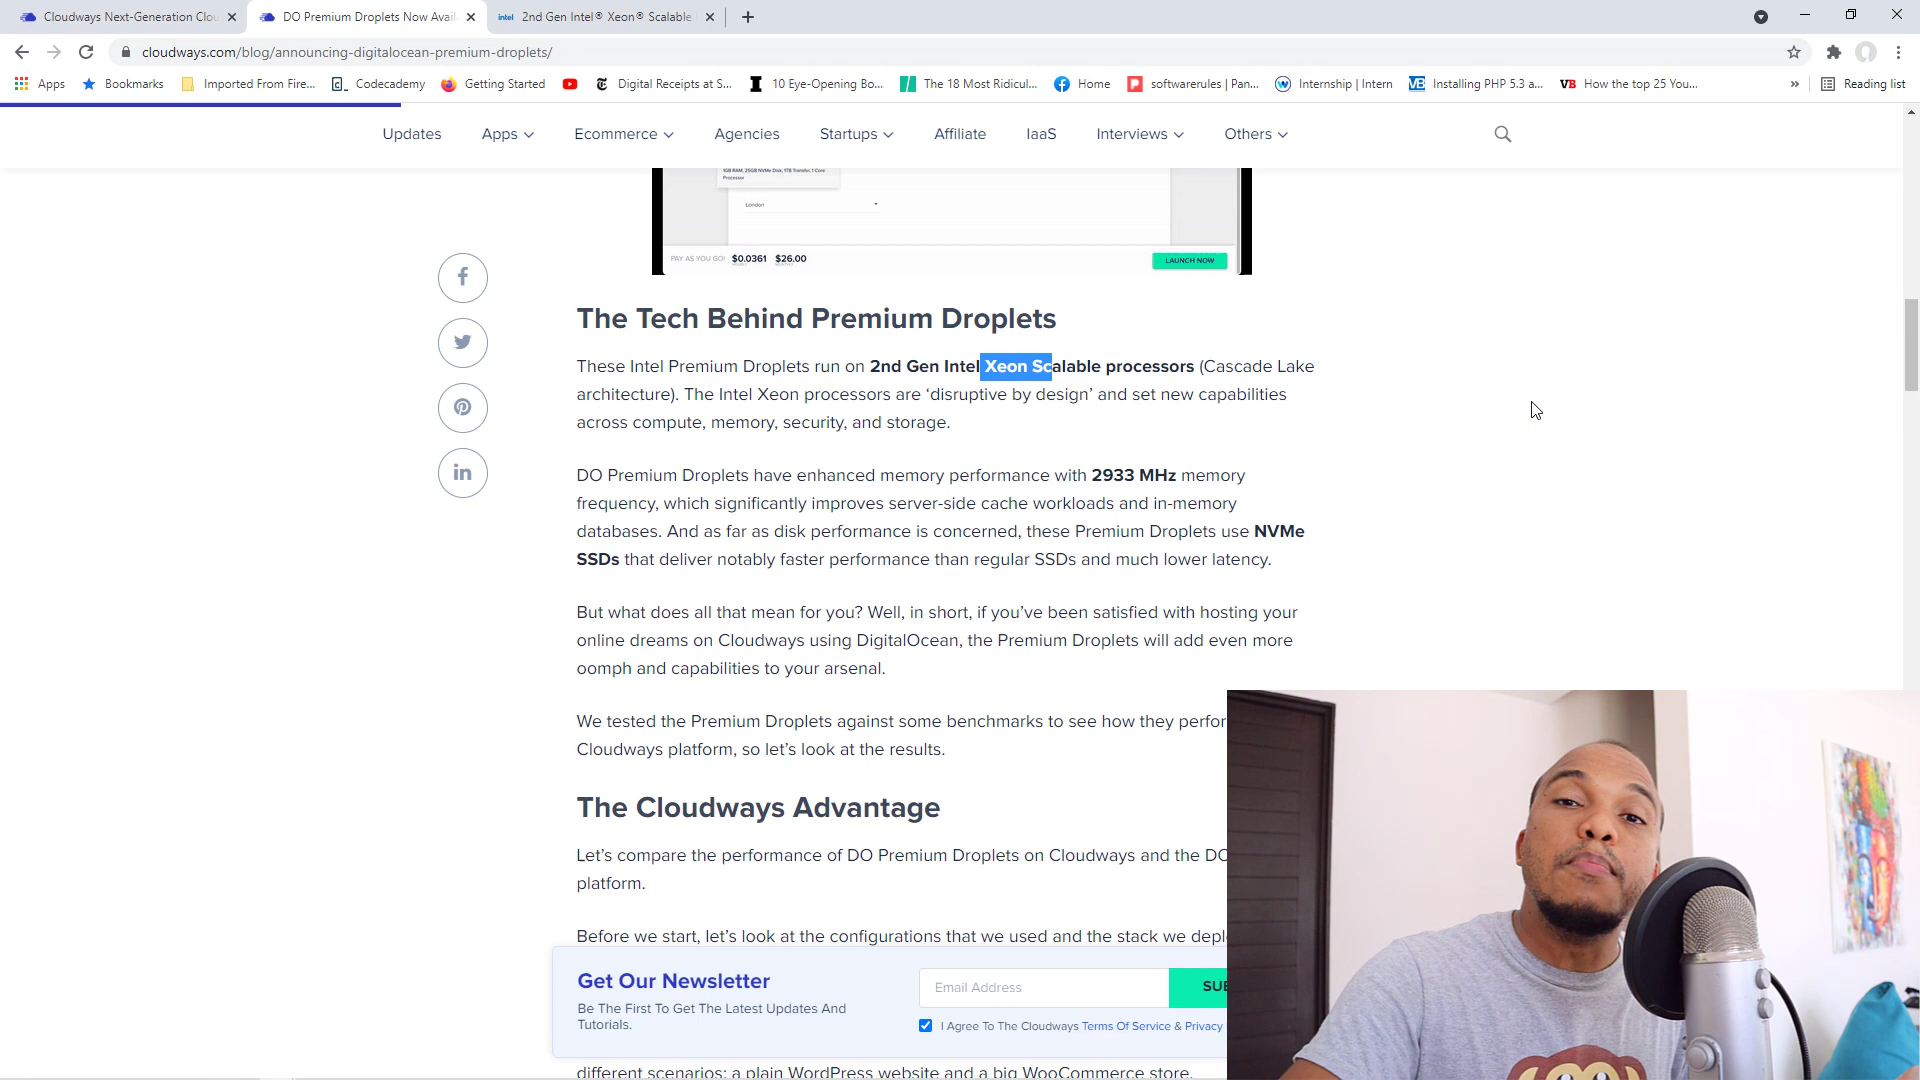 Cloudways Next-Generation Clou
DO Premium Droplets Now Avail
intel 2nd Gen Intel® Xeon® Scalable
cloudways.com/blog/announcing-digitalocean-premium-droplets/
Apps
Bookmarks
Imported From Fire...
Codecademy
Getting Started
Digital Receipts at S...
10 Eye-Opening Bo...
The 18 Most Ridicul...
Home
softwarerules | Pan...
Internship | Intern
Installing PHP 5.3 a...
VB How the top 25 You...
» Reading list
Updates Apps Ecommerce Agencies Startups Affiliate IaaS Interviews Others
1GB RAM, 25GB NVMe Disk, 1TB Transfer, 1 Core
Processor
London
PAY AS YOU GO! $0.0361 $26.00 LAUNCH NOW
The Tech Behind Premium Droplets
These Intel Premium Droplets run on 2nd Gen Intel Xeon Scalable processors (Cascade Lake
architecture). The Intel Xeon processors are ‘disruptive by design’ and set new capabilities
across compute, memory, security, and storage.
DO Premium Droplets have enhanced memory performance with 2933 MHz memory
frequency, which significantly improves server-side cache workloads and in-memory
databases. And as far as disk performance is concerned, these Premium Droplets use NVMe
SSDs that deliver notably faster performance than regular SSDs and much lower latency.
But what does all that mean for you? Well, in short, if you’ve been satisfied with hosting your
online dreams on Cloudways using DigitalOcean, the Premium Droplets will add even more
oomph and capabilities to your arsenal.
We tested the Premium Droplets against some benchmarks to see how they perfor
Cloudways platform, so let’s look at the results.
The Cloudways Advantage
Let’s compare the performance of DO Premium Droplets on Cloudways and the DO
platform.
Before we start, let’s look at the configurations that we used and the stack we depl
Get Our Newsletter
Be The First To Get The Latest Updates And
Tutorials.
Email Address
SUB
I Agree To The Cloudways Terms Of Service & Privacy
different scenarios: a plain WordPress website and a big WooCommerce store.